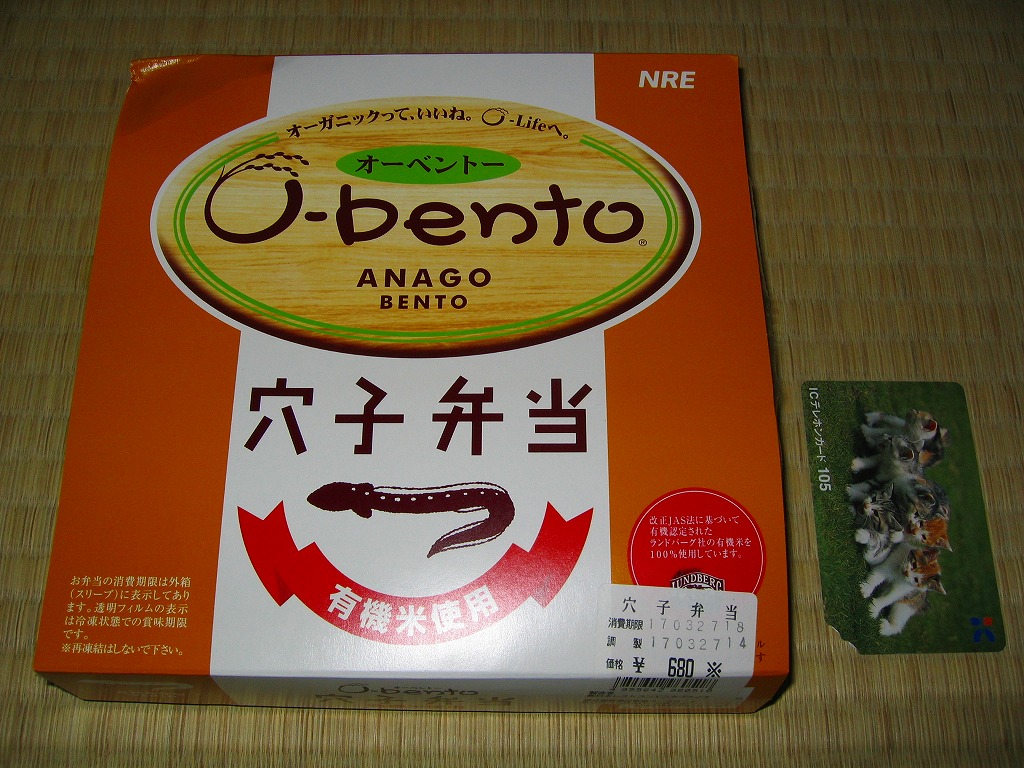 NRE
オーガニックって、いいね。O-Lifeへ。
オーベントー
O-bento®
ANAGO
BENTO
穴子弁当
有機米使用
改正JAS法に基づいて
有機認定された
ランドバーグ社の有機米を
100%使用しています。
LUNDBERG
お弁当の消費期限は外箱
(スリーブ)に表示してあり
ます。透明フィルムの表示
は冷凍状態での賞味期限
です。
※再凍結はしないで下さい。
穴子弁当
消費期限 17032718
調製 17032714
価格 ¥ 680 ※
O-bento
ICテレホンカード 105